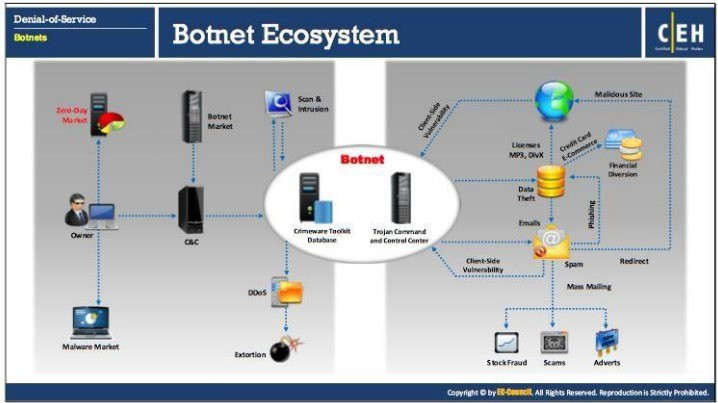 Denial-of-Service
Botnets
Botnet Ecosystem
C|EH
Certified Ethical Hacker
Zero-Day
Market
Botnet
Market
Scan &
Intrusion
Owner
C&C
Malware Market
DDoS
Extortion
Botnet
Crimeware Toolkit
Database
Trojan Command
and Control Center
Client-Side
Vulnerability
Malicious Site
Licenses
MP3, DivX
Credit Card
E-Commerce
Financial
Diversion
Data
Theft
Emails
Phishing
Client-Side
Vulnerability
Spam
Redirect
Mass Mailing
Stock Fraud
Scams
Adverts
Copyright © by EC-Council. All Rights Reserved. Reproduction is Strictly Prohibited.